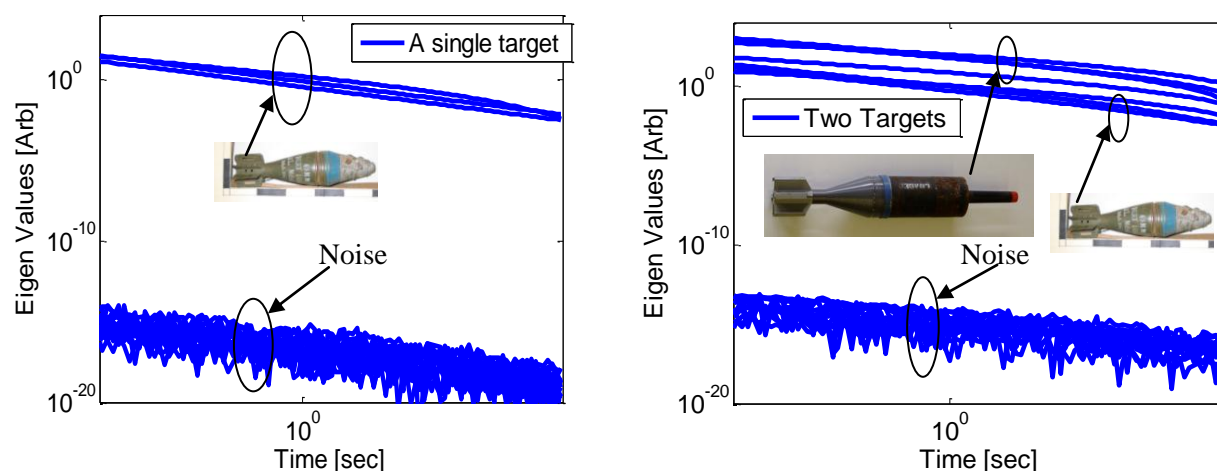 A single target
10^0
10^-10
10^-20
Eigen Values [Arb]
Noise
10^0
Time [sec]
Two Targets
10^0
10^-10
10^-20
Eigen Values [Arb]
Noise
10^0
Time [sec]